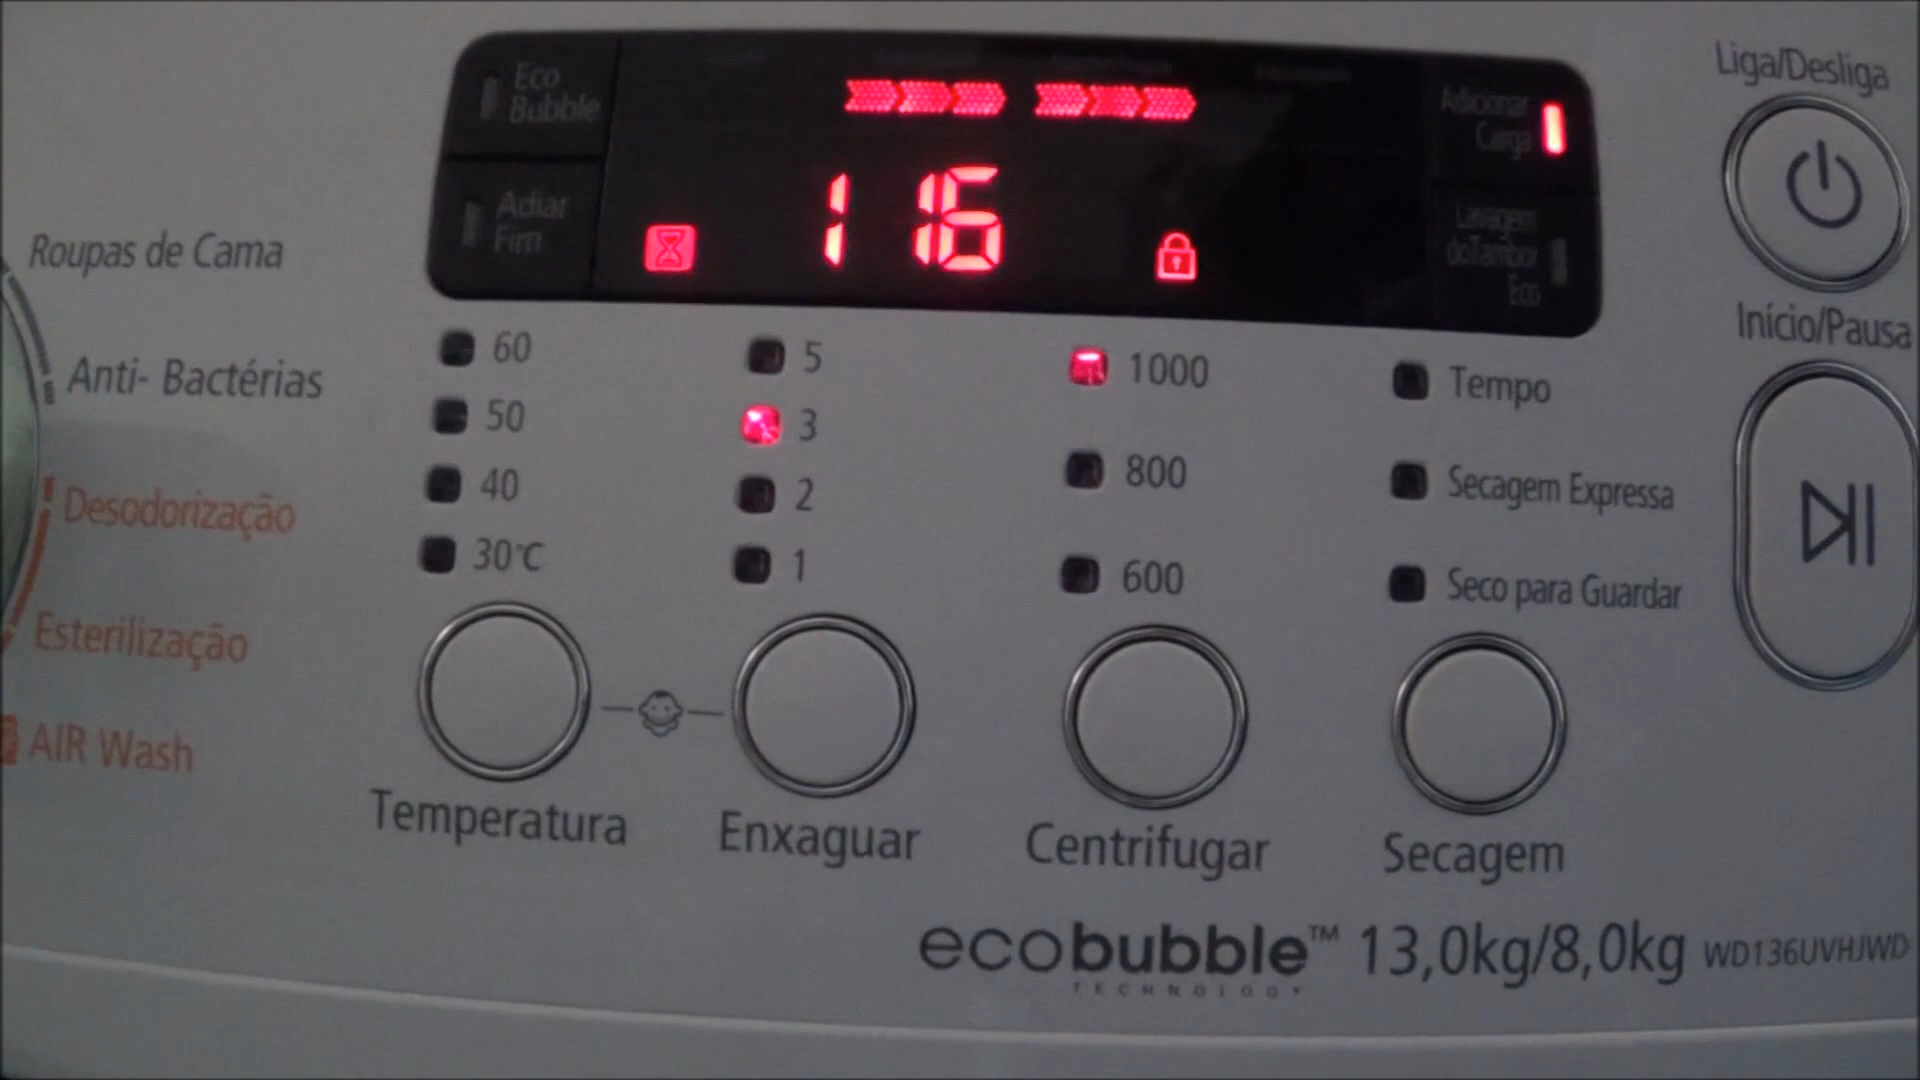 Eco
Bubble
Adiar
Fim
1 16
Adicionar
Carga
Lavagem
doTambor
Eco
Liga/Desliga
Início/Pausa
Roupas de Cama
Anti- Bactérias
Desodorização
Esterilização
AIR Wash
60
50
40
30°C
Temperatura
5
3
2
1
Enxaguar
1000
800
600
Centrifugar
Tempo
Secagem Expressa
Seco para Guardar
Secagem
ecobubble™ 13,0kg/8,0kg WD136UVHJWD
TECHNOLOGY